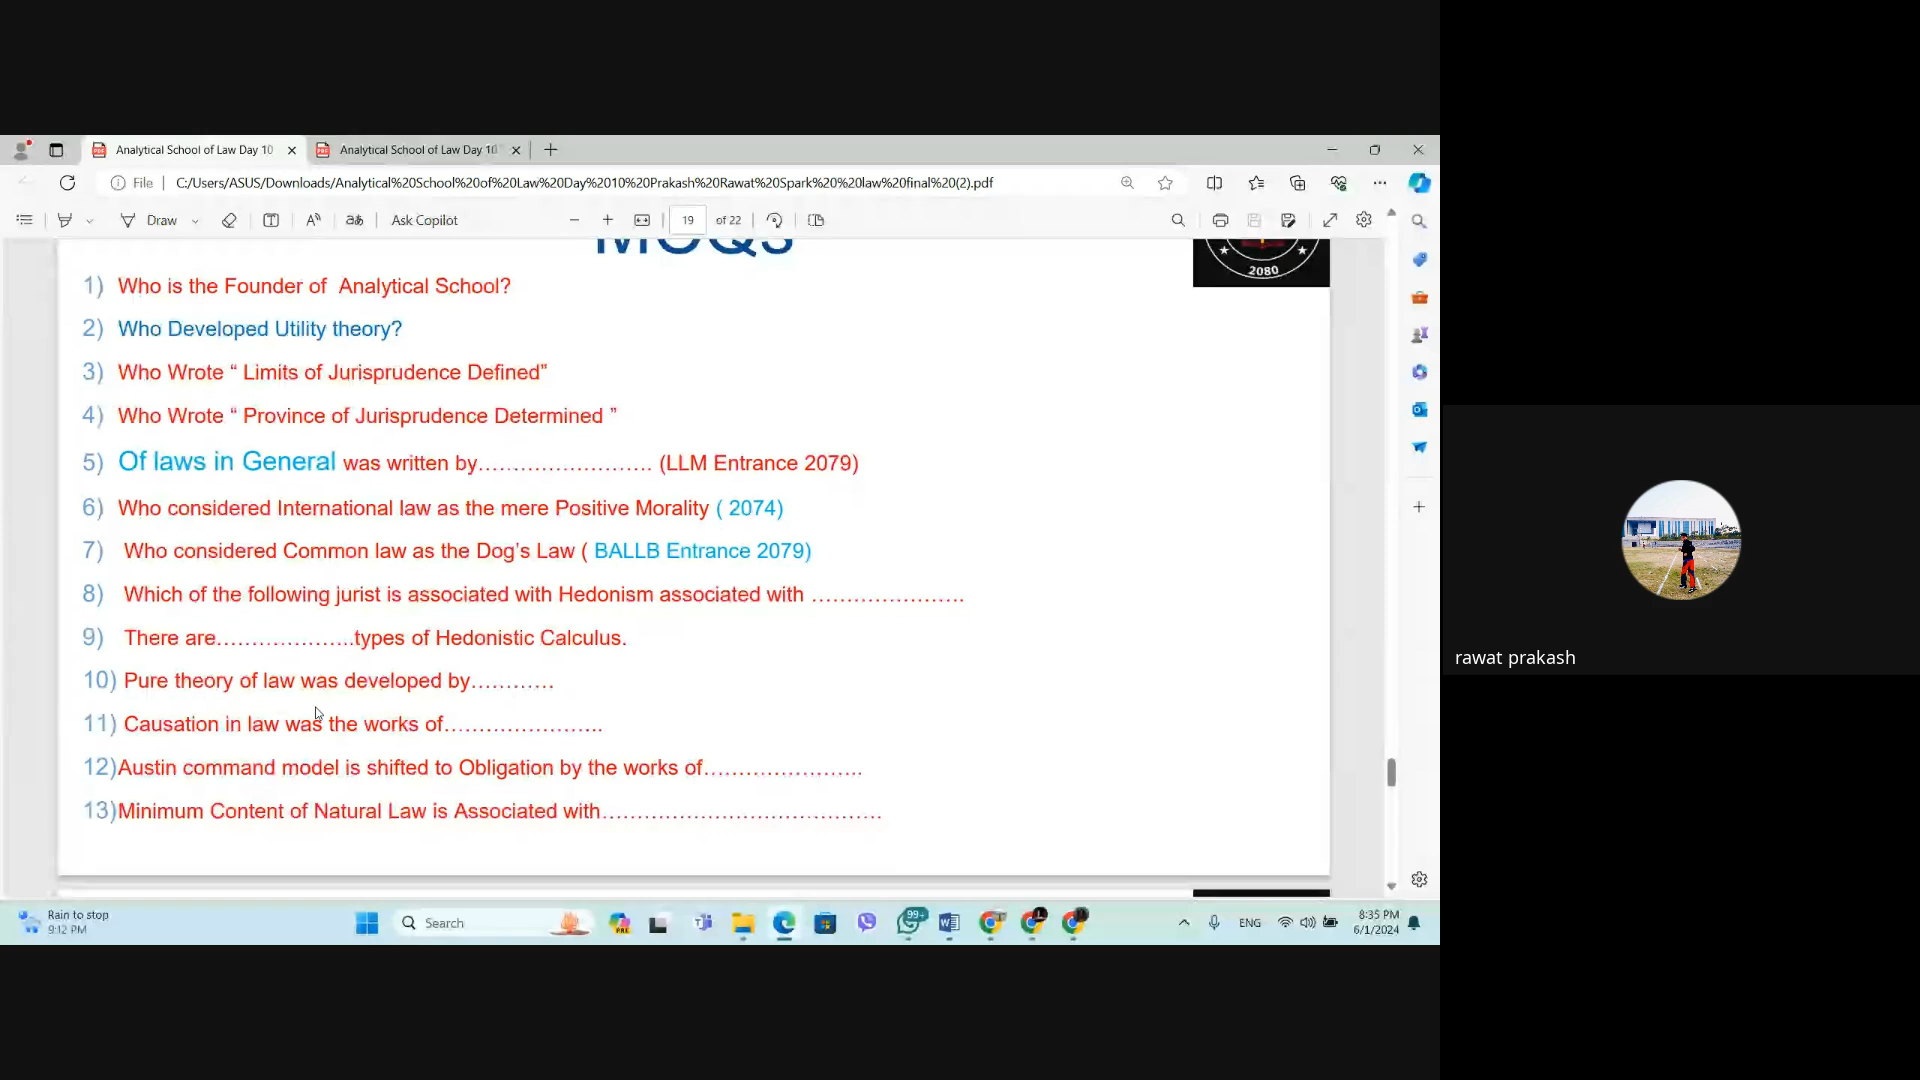 Analytical School of Law Day 10
Analytical School of Law Day 10
File
C:/Users/ASUS/Downloads/Analytical%20School%20of%20Law%20Day%2010%20Prakash%20Rawat%20Spark%20%20law%20final%20(2).pdf
Draw
Ask Copilot
19
of 22
MCQs
2080
1) Who is the Founder of Analytical School?
2) Who Developed Utility theory?
3) Who Wrote “ Limits of Jurisprudence Defined”
4) Who Wrote “ Province of Jurisprudence Determined ”
5) Of laws in General was written by……………………. (LLM Entrance 2079)
6) Who considered International law as the mere Positive Morality ( 2074)
7) Who considered Common law as the Dog’s Law ( BALLB Entrance 2079)
8) Which of the following jurist is associated with Hedonism associated with ………………….
9) There are………………..types of Hedonistic Calculus.
10) Pure theory of law was developed by…………
11) Causation in law was the works of…………………..
12)Austin command model is shifted to Obligation by the works of…………………..
13)Minimum Content of Natural Law is Associated with………………………………….
rawat prakash
Rain to stop
9:12 PM
Search
99+
ENG
8:35 PM
6/1/2024